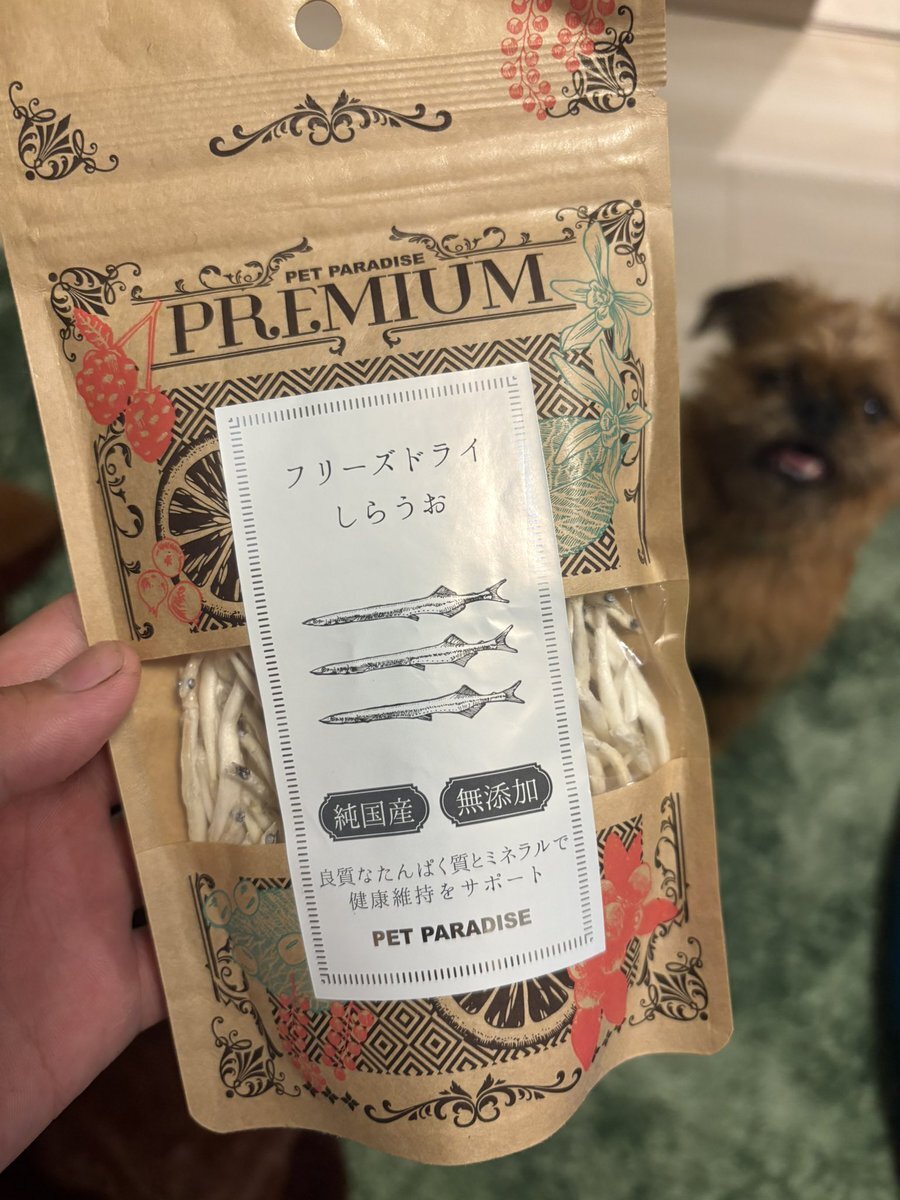 PET PARADISE
PREMIUM
フリーズドライ
しらうお
純国産
無添加
良質なたんぱく質とミネラルで
健康維持をサポート
PET PARADISE